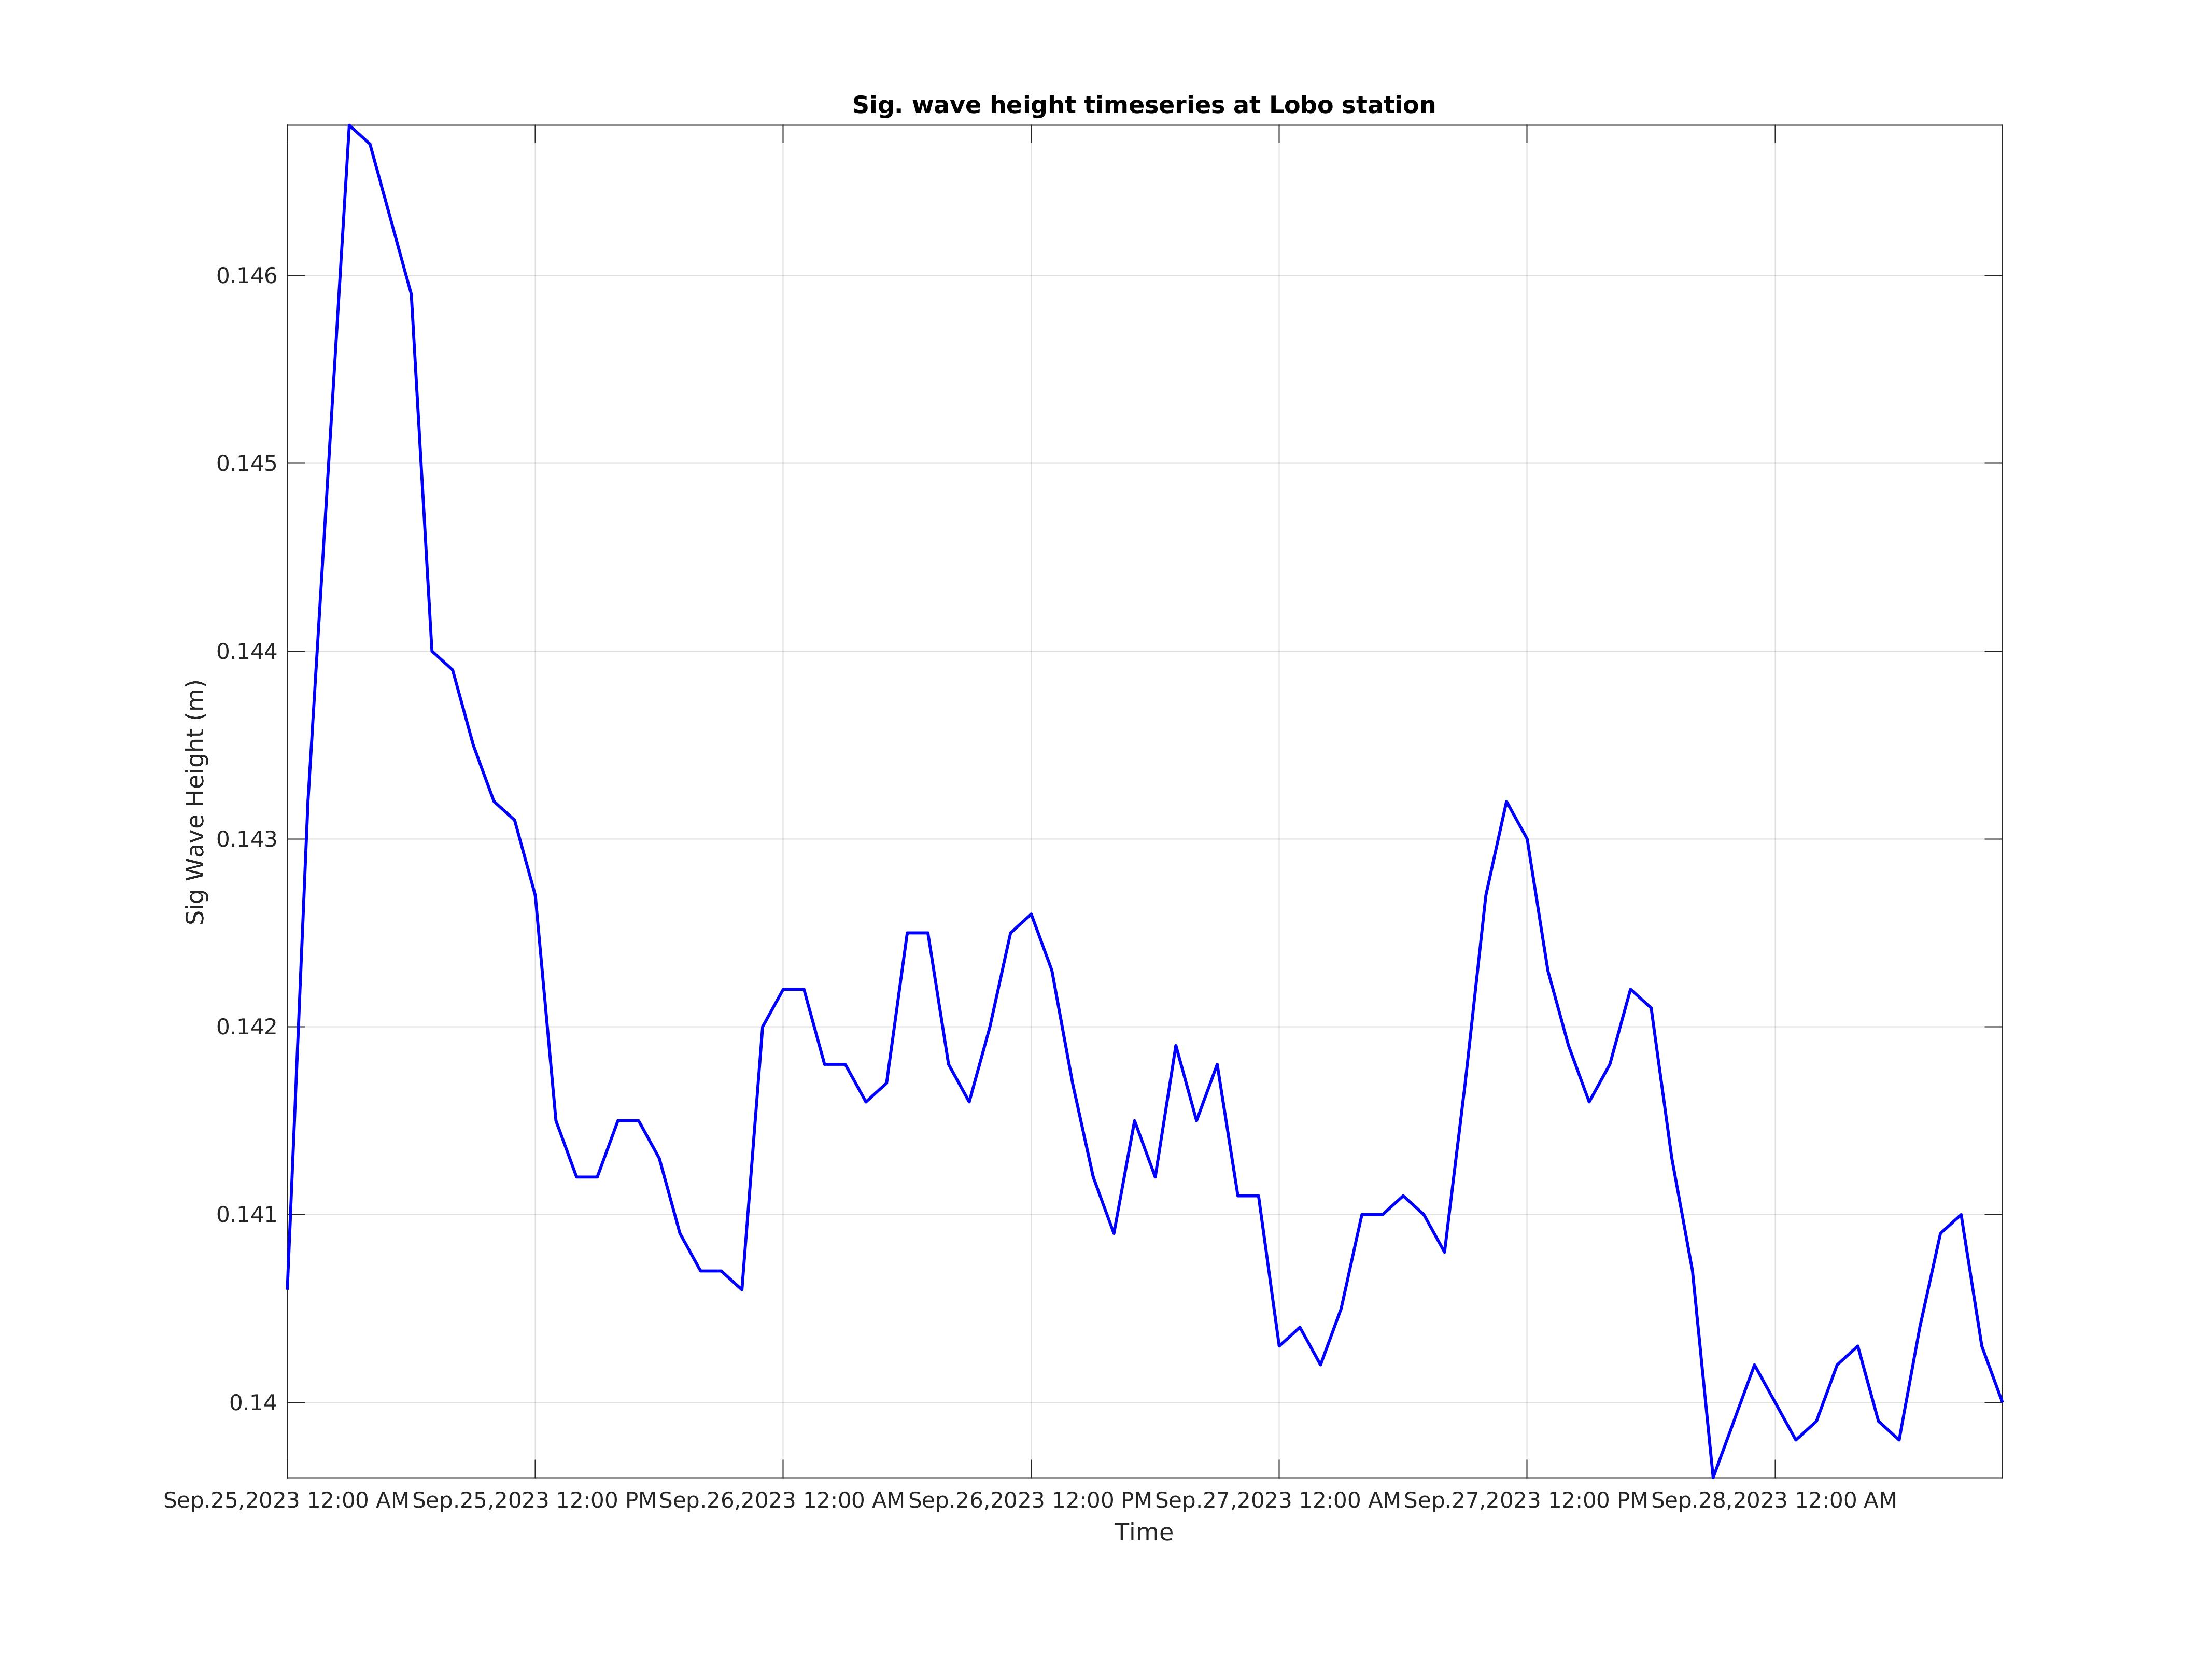 Sig. wave height timeseries at Lobo station
0.146
0.145
0.144
0.143
0.142
0.141
0.14
Sig Wave Height (m)
Sep.25,2023 12:00 AM Sep.25,2023 12:00 PM Sep.26,2023 12:00 AM Sep.26,2023 12:00 PM Sep.27,2023 12:00 AM Sep.27,2023 12:00 PM Sep.28,2023 12:00 AM
Time